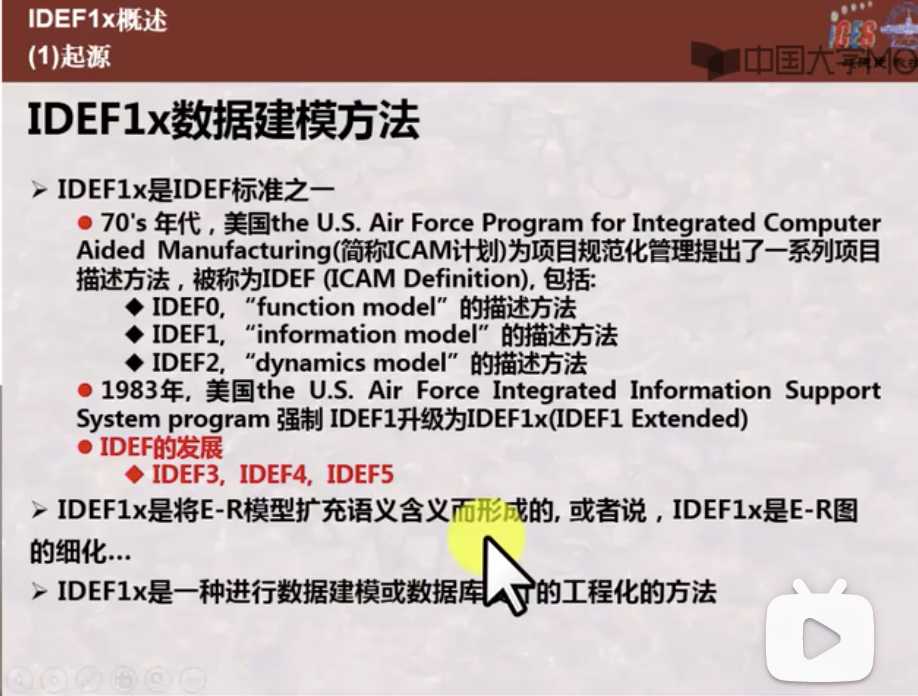 IDEF1x概述
(1)起源
中国大学MO
IDEF1x数据建模方法
➢ IDEF1x是IDEF标准之一
● 70's 年代，美国the U.S. Air Force Program for Integrated Computer
Aided Manufacturing(简称ICAM计划)为项目规范化管理提出了一系列项目
描述方法，被称为IDEF (ICAM Definition), 包括:
◆ IDEF0, “function model”的描述方法
◆ IDEF1, “information model”的描述方法
◆ IDEF2, “dynamics model”的描述方法
● 1983年, 美国the U.S. Air Force Integrated Information Support
System program 强制 IDEF1升级为IDEF1x(IDEF1 Extended)
● IDEF的发展
◆ IDEF3, IDEF4, IDEF5
➢ IDEF1x是将E-R模型扩充语义含义而形成的, 或者说，IDEF1x是E-R图
的细化...
➢ IDEF1x是一种进行数据建模或数据库的工程化的方法